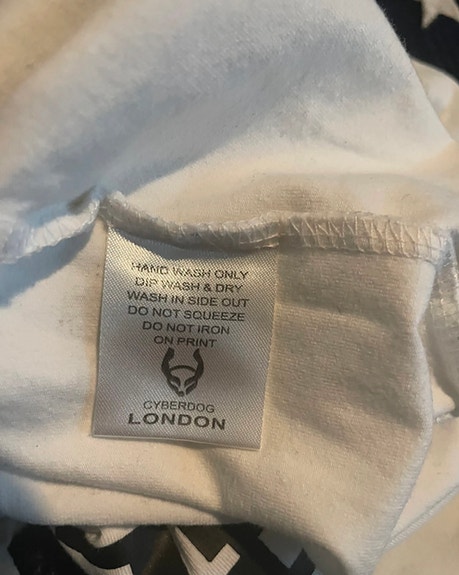 HAND WASH ONLY
DIP WASH & DRY
WASH IN SIDE OUT
DO NOT SQUEEZE
DO NOT IRON
ON PRINT
CYBERDOG
LONDON